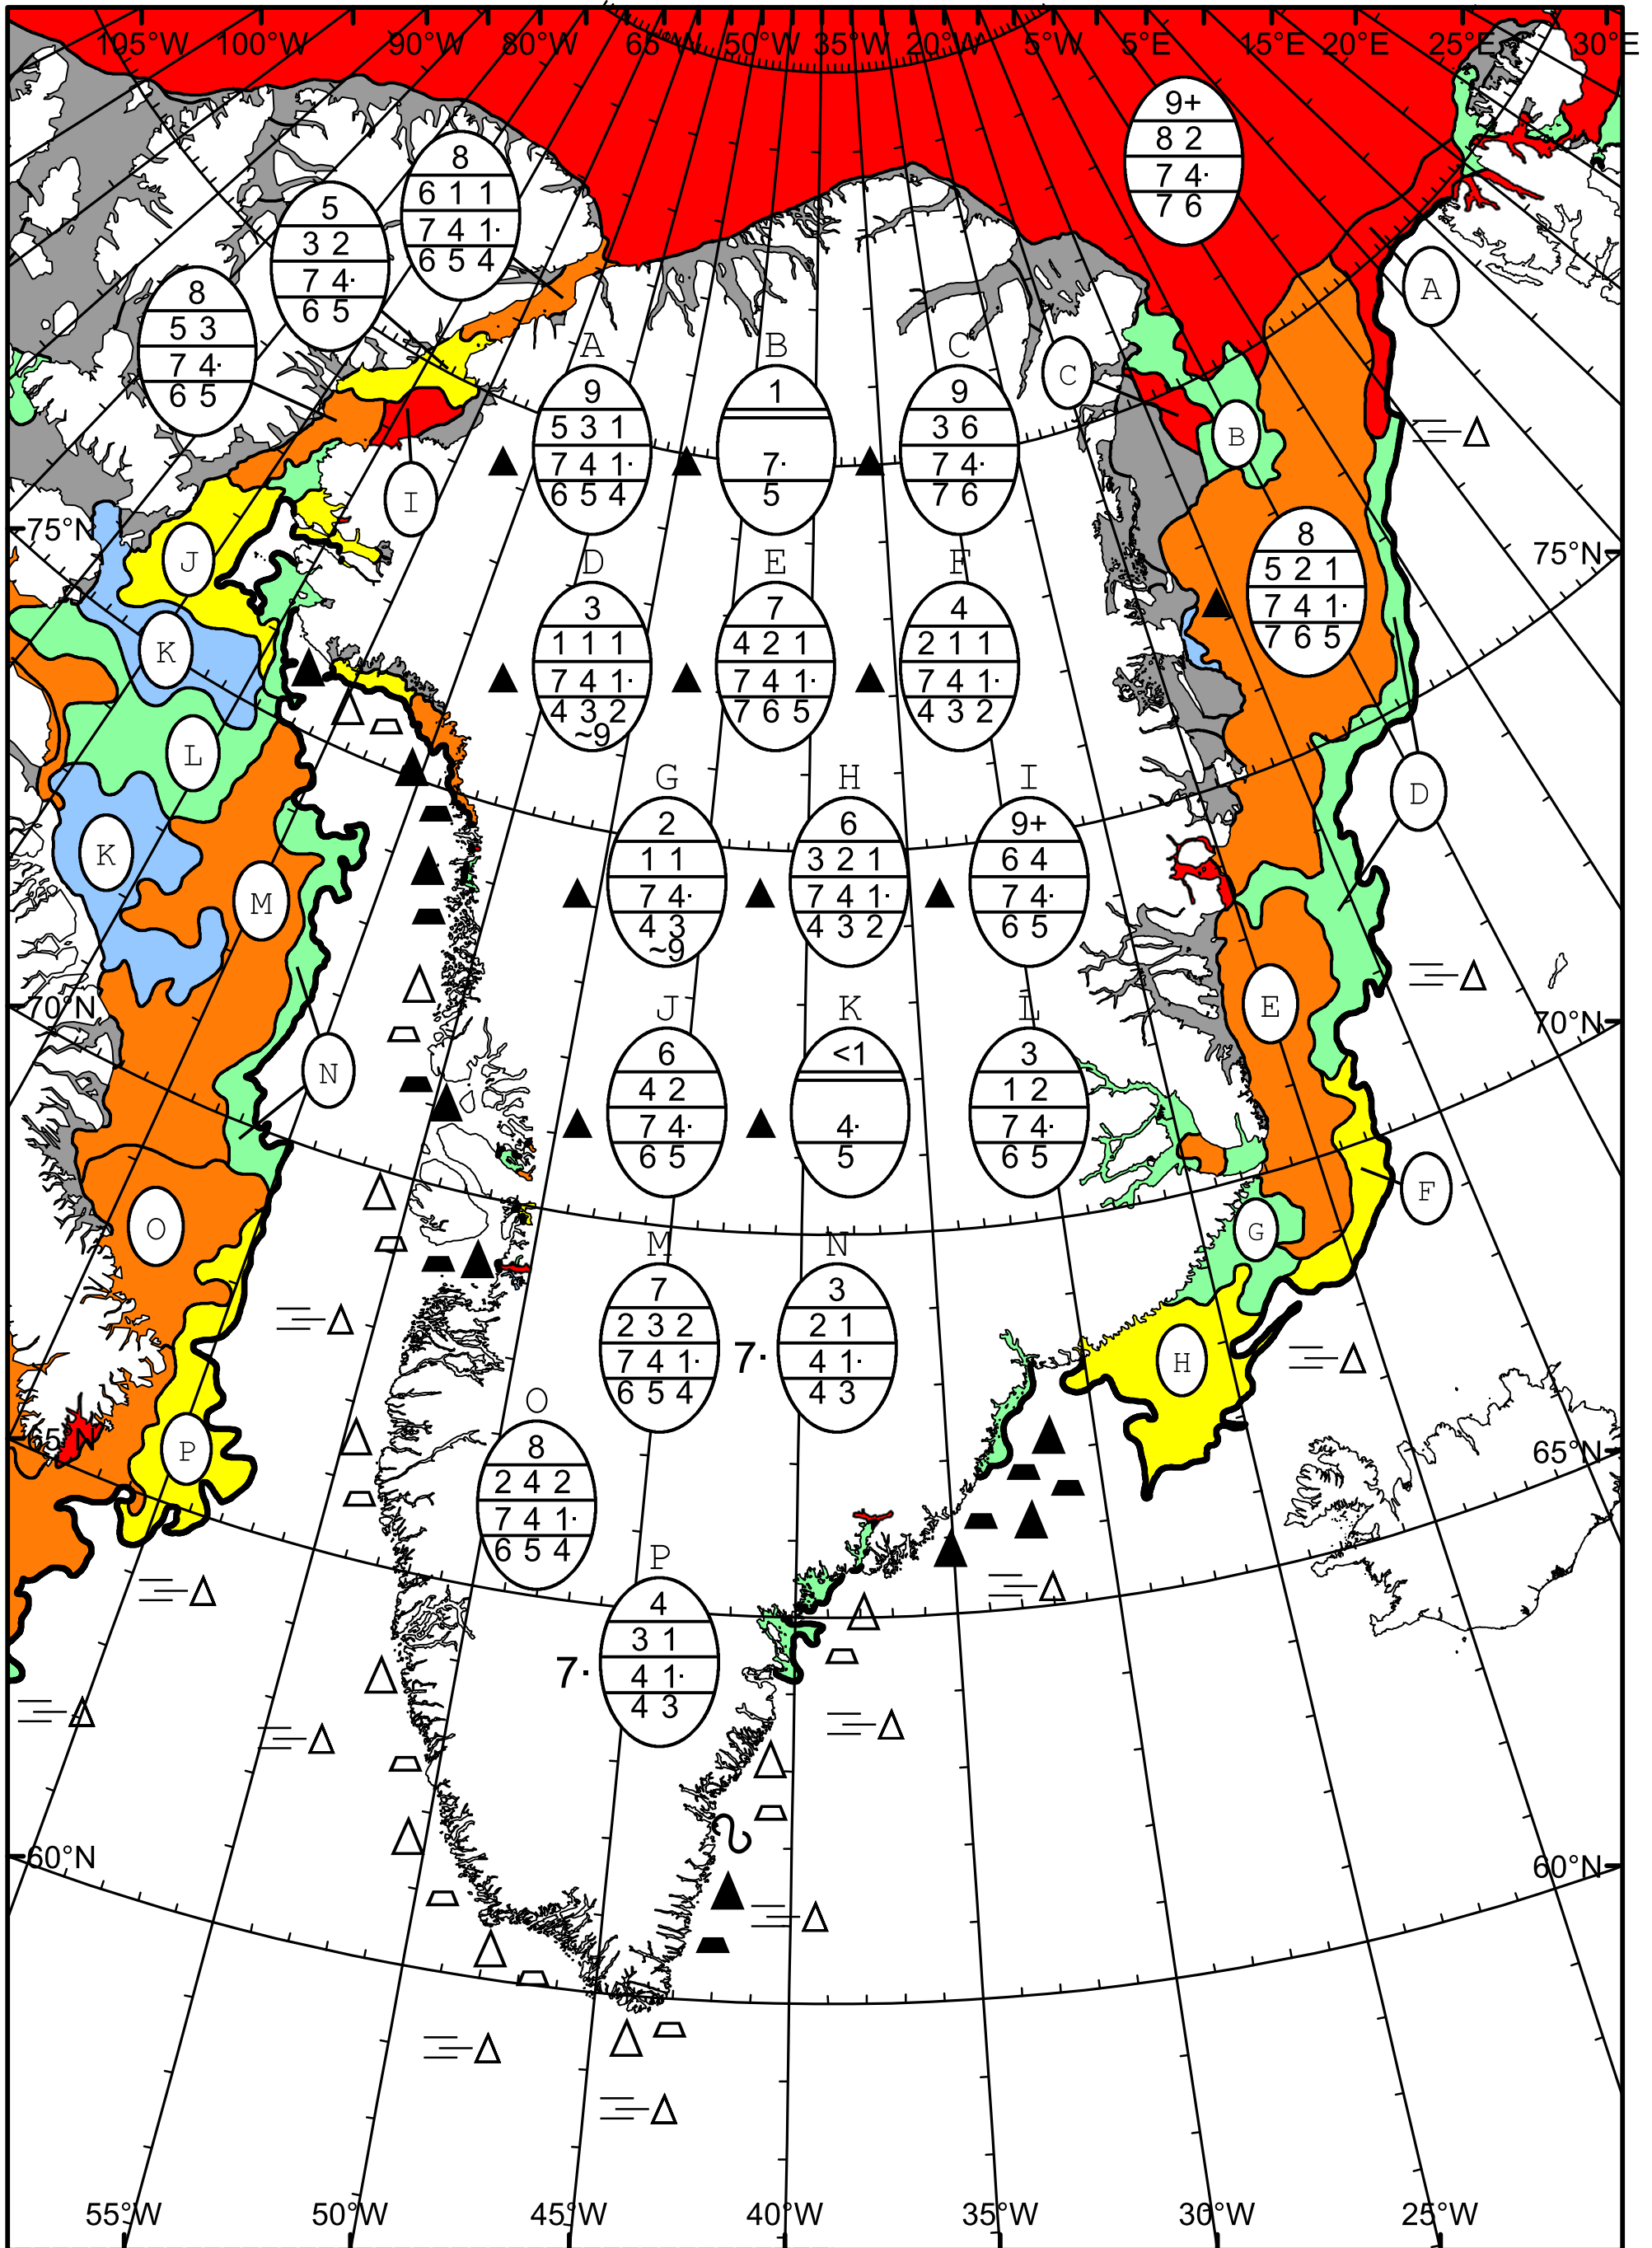 105°W 100°W 90°W 80°W 65°W 50°W 35°W 20°W 5°W 5°E 15°E 20°E 25°E 30°E
9+
8 2
7 4·
7 6
8
6 1 1
7 4 1·
6 5 4
5
3 2
7 4·
6 5
8
5 3
7 4·
6 5
A
C
B
I
A
9
5 3 1
7 4 1·
6 5 4
B
1
7·
5
C
9
3 6
7 4·
7 6
75°N
75°N
J
K
8
5 2 1
7 4 1·
7 6 5
D
3
1 1 1
7 4 1·
4 3 2
~9
E
7
4 2 1
7 4 1·
7 6 5
F
4
2 1 1
7 4 1·
4 3 2
L
D
K
M
G
2
1 1
7 4·
4 3
~9
H
6
3 2 1
7 4 1·
4 3 2
I
9+
6 4
7 4·
6 5
70°N
70°N
E
N
J
6
4 2
7 4·
6 5
K
<1
4·
5
L
3
1 2
7 4·
6 5
F
O
G
M
7
2 3 2
7 4 1·
6 5 4
N
7·
3
2 1
4 1·
4 3
H
65°
65°N
P
O
8
2 4 2
7 4 1·
6 5 4
P
7·
4
3 1
4 1·
4 3
60°N
60°N
55°W 50°W 45°W 40°W 35°W 30°W 25°W